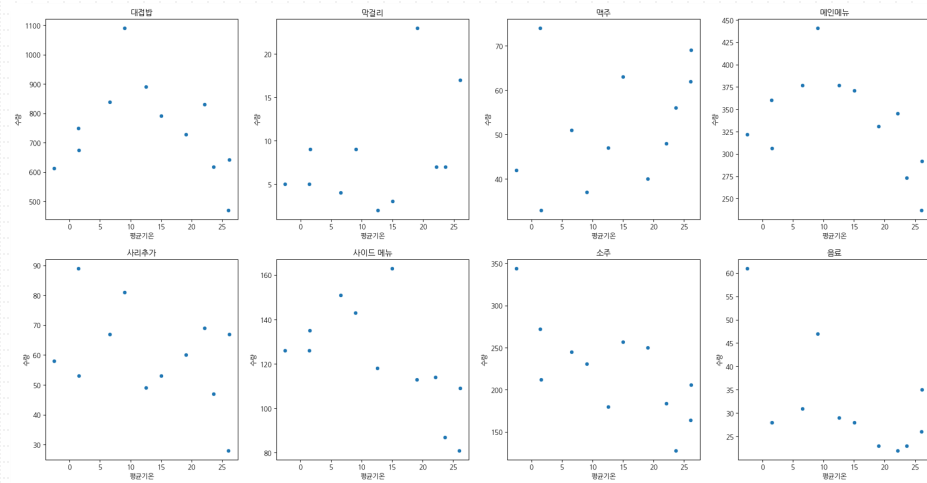 대접밥
1100
1000
900
800
700
600
500
수량
0 5 10 15 20 25
평균기온
막걸리
20
15
10
5
수량
0 5 10 15 20 25
평균기온
맥주
70
60
50
40
수량
0 5 10 15 20 25
평균기온
메인메뉴
450
425
400
375
350
325
300
275
250
수량
0 5 10 15 20 25
평균기온
사리추가
90
80
70
60
50
40
30
수량
0 5 10 15 20 25
평균기온
사이드 메뉴
160
140
120
100
80
수량
0 5 10 15 20 25
평균기온
소주
350
300
250
200
150
수량
0 5 10 15 20 25
평균기온
음료
60
55
50
45
40
35
30
25
수량
0 5 10 15 20 25
평균기온